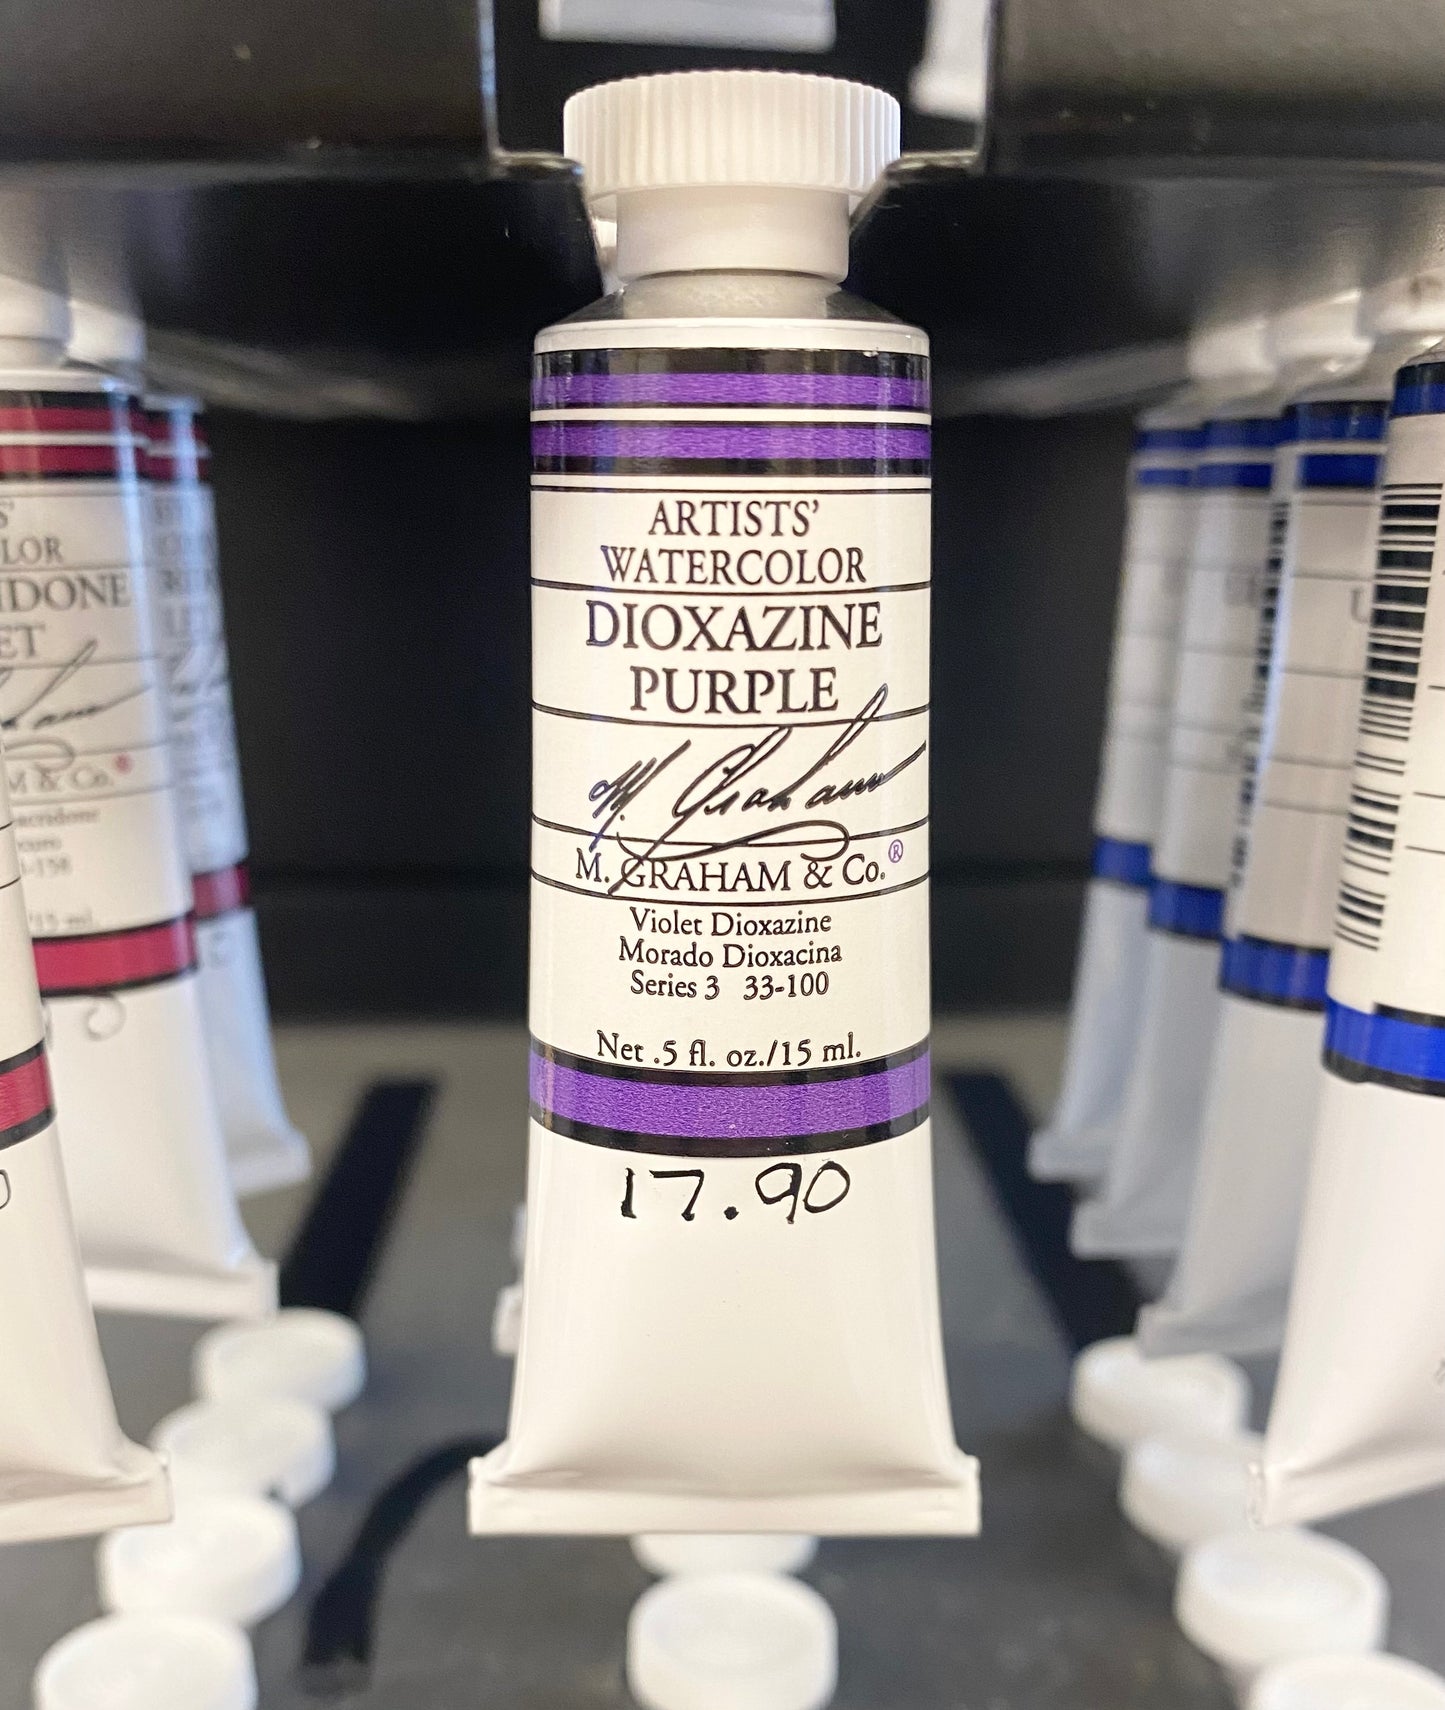 ARTISTS'
WATERCOLOR
DIOXAZINE
PURPLE
M. Graham
M. GRAHAM & Co.®
Violet Dioxazine
Morado Dioxacina
Series 3 33-100
Net .5 fl. oz./15 ml.
17.90